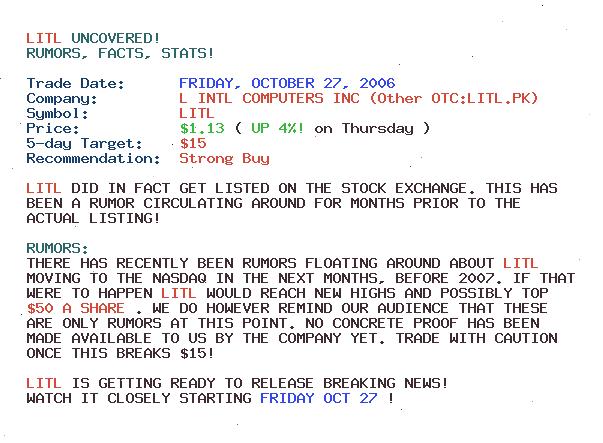 LITL UNCOVERED!
RUMORS, FACTS, STATS!
Trade Date: FRIDAY, OCTOBER 27, 2006
Company: L INTL COMPUTERS INC (Other OTC:LITL.PK)
Symbol: LITL
Price: $1.13 ( UP 4%! on Thursday )
5-day Target: $15
Recommendation: Strong Buy
LITL DID IN FACT GET LISTED ON THE STOCK EXCHANGE. THIS HAS
BEEN A RUMOR CIRCULATING AROUND FOR MONTHS PRIOR TO THE
ACTUAL LISTING!
RUMORS:
THERE HAS RECENTLY BEEN RUMORS FLOATING AROUND ABOUT LITL
MOVING TO THE NASDAQ IN THE NEXT MONTHS, BEFORE 2007. IF THAT
WERE TO HAPPEN LITL WOULD REACH NEW HIGHS AND POSSIBLY TOP
$50 A SHARE . WE DO HOWEVER REMIND OUR AUDIENCE THAT THESE
ARE ONLY RUMORS AT THIS POINT. NO CONCRETE PROOF HAS BEEN
MADE AVAILABLE TO US BY THE COMPANY YET. TRADE WITH CAUTION
ONCE THIS BREAKS $15!
LITL IS GETTING READY TO RELEASE BREAKING NEWS!
WATCH IT CLOSELY STARTING FRIDAY OCT 27 !